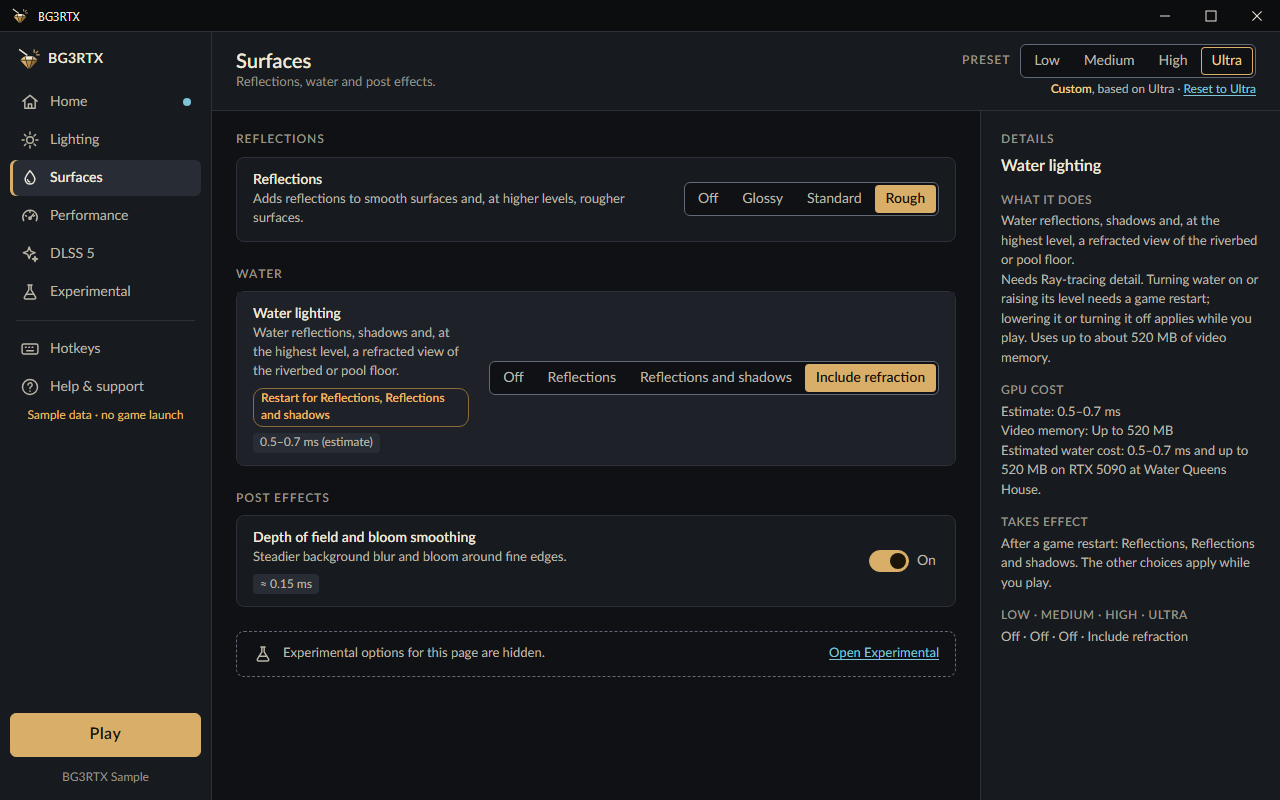 BG3RTX
BG3RTX
Home
Lighting
Surfaces
Performance
DLSS 5
Experimental
Hotkeys
Help & support
Sample data · no game launch
Play
BG3RTX Sample
Surfaces
Reflections, water and post effects.
PRESET
Low
Medium
High
Ultra
Custom, based on Ultra · Reset to Ultra
REFLECTIONS
Reflections
Adds reflections to smooth surfaces and, at higher levels, rougher
surfaces.
Off
Glossy
Standard
Rough
WATER
Water lighting
Water reflections, shadows and, at
the highest level, a refracted view of
the riverbed or pool floor.
Restart for Reflections, Reflections
and shadows
0.5–0.7 ms (estimate)
Off
Reflections
Reflections and shadows
Include refraction
POST EFFECTS
Depth of field and bloom smoothing
Steadier background blur and bloom around fine edges.
≈ 0.15 ms
On
Experimental options for this page are hidden.
Open Experimental
DETAILS
Water lighting
WHAT IT DOES
Water reflections, shadows and, at the
highest level, a refracted view of the riverbed
or pool floor.
Needs Ray-tracing detail. Turning water on or
raising its level needs a game restart;
lowering it or turning it off applies while you
play. Uses up to about 520 MB of video
memory.
GPU COST
Estimate: 0.5–0.7 ms
Video memory: Up to 520 MB
Estimated water cost: 0.5–0.7 ms and up to
520 MB on RTX 5090 at Water Queens
House.
TAKES EFFECT
After a game restart: Reflections, Reflections
and shadows. The other choices apply while
you play.
LOW · MEDIUM · HIGH · ULTRA
Off · Off · Off · Include refraction